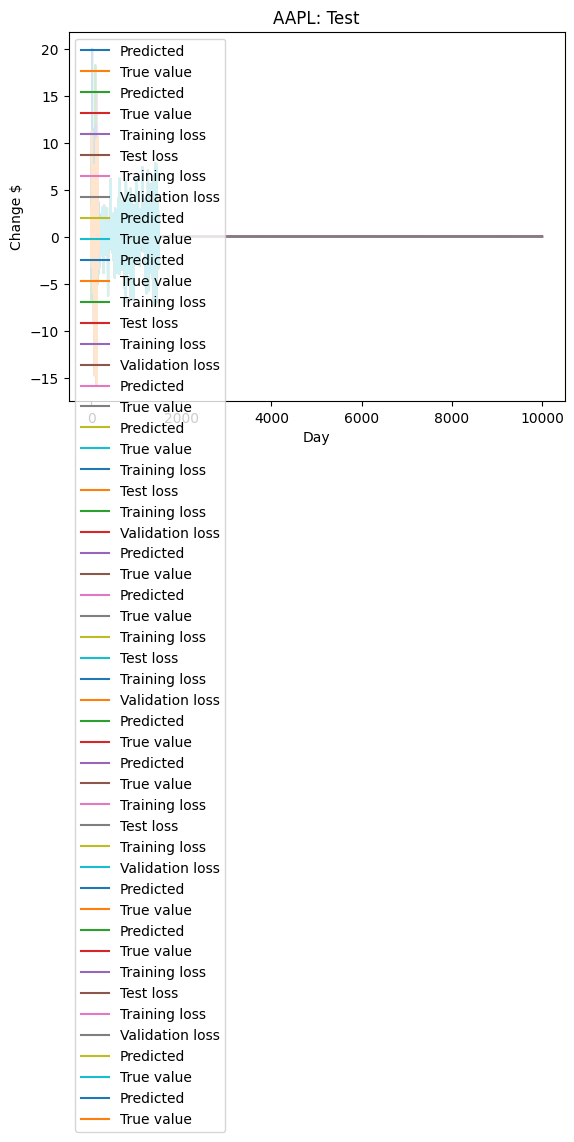 AAPL: Test
20
15
10
5
0
−5
−10
−15
Change $
0
2000
4000
6000
8000
10000
Day
Predicted
True value
Predicted
True value
Training loss
Test loss
Training loss
Validation loss
Predicted
True value
Predicted
True value
Training loss
Test loss
Training loss
Validation loss
Predicted
True value
Predicted
True value
Training loss
Test loss
Training loss
Validation loss
Predicted
True value
Predicted
True value
Training loss
Test loss
Training loss
Validation loss
Predicted
True value
Predicted
True value
Training loss
Test loss
Training loss
Validation loss
Predicted
True value
Predicted
True value
Training loss
Test loss
Training loss
Validation loss
Predicted
True value
Predicted
True value